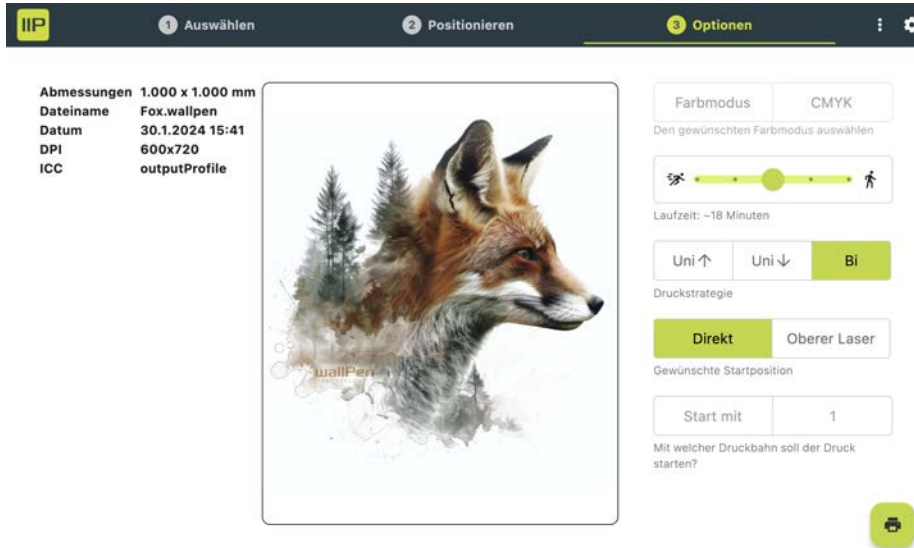 IIP
1 Auswählen
2 Positionieren
3 Optionen
Abmessungen 1.000 x 1.000 mm
Dateiname Fox.wallpen
Datum 30.1.2024 15:41
DPI 600x720
ICC outputProfile
wallPen
Farbmodus CMYK
Den gewünschten Farbmodus auswählen
Laufzeit: ~18 Minuten
Uni↑ Uni↓ Bi
Druckstrategie
Direkt Oberer Laser
Gewünschte Startposition
Start mit 1
Mit welcher Druckbahn soll der Druck
starten?